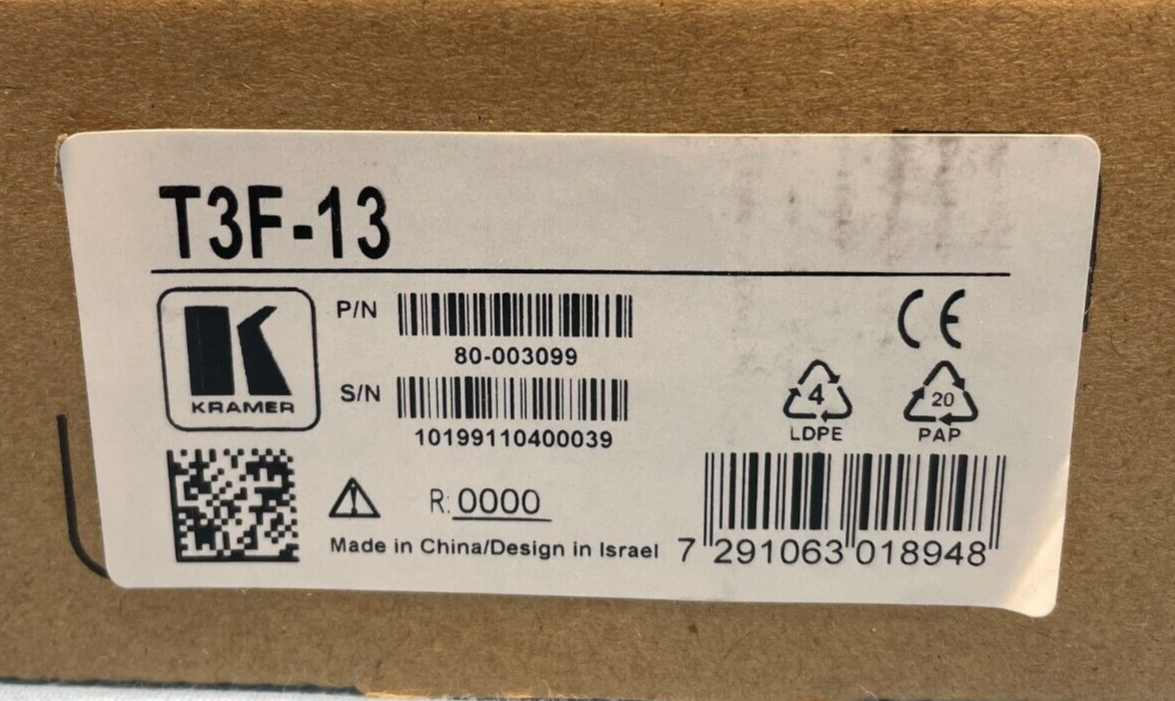 T3F-13
KRAMER
P/N
80-003099
S/N
10199110400039
CE
4
LDPE
20
PAP
R: 0000
Made in China/Design in Israel
7 291063 018948